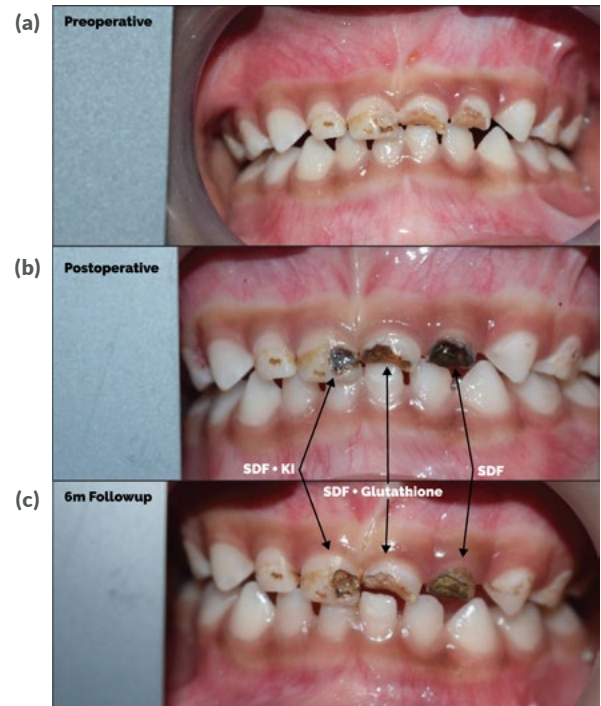 (a)
Preoperative
(b)
Postoperative
SDF + KI
SDF + Glutathione
SDF
(c)
6m Followup